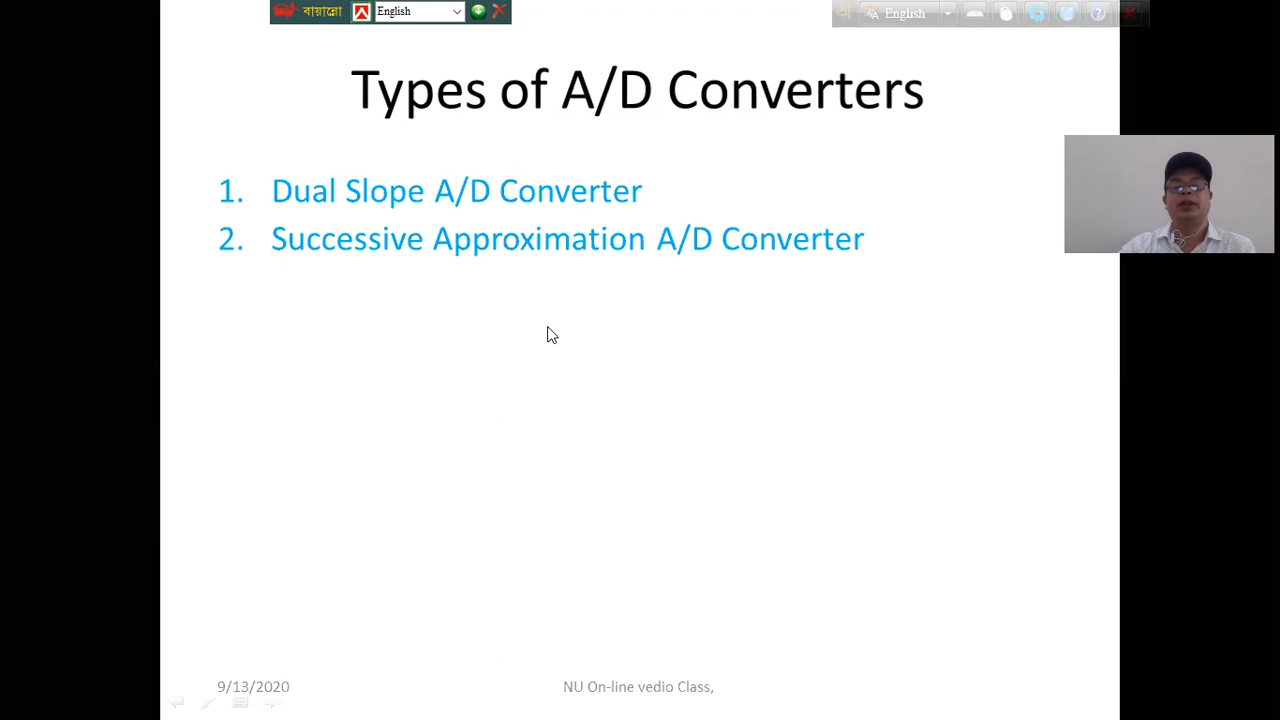 বায়ান্নো English
অ English
Types of A/D Converters
1. Dual Slope A/D Converter
2. Successive Approximation A/D Converter
9/13/2020 NU On-line vedio Class,